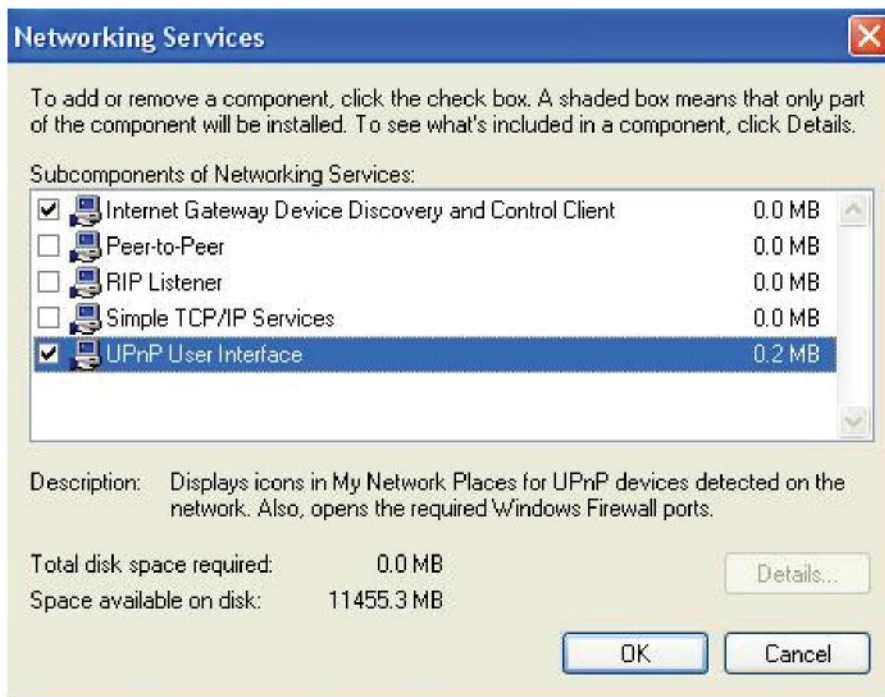 Networking Services
To add or remove a component, click the check box. A shaded box means that only part
of the component will be installed. To see what's included in a component, click Details.
Subcomponents of Networking Services:
Internet Gateway Device Discovery and Control Client 0.0 MB
Peer-to-Peer 0.0 MB
RIP Listener 0.0 MB
Simple TCP/IP Services 0.0 MB
UPnP User Interface 0.2 MB
Description: Displays icons in My Network Places for UPnP devices detected on the
network. Also, opens the required Windows Firewall ports.
Total disk space required: 0.0 MB
Details...
Space available on disk: 11455.3 MB
OK Cancel